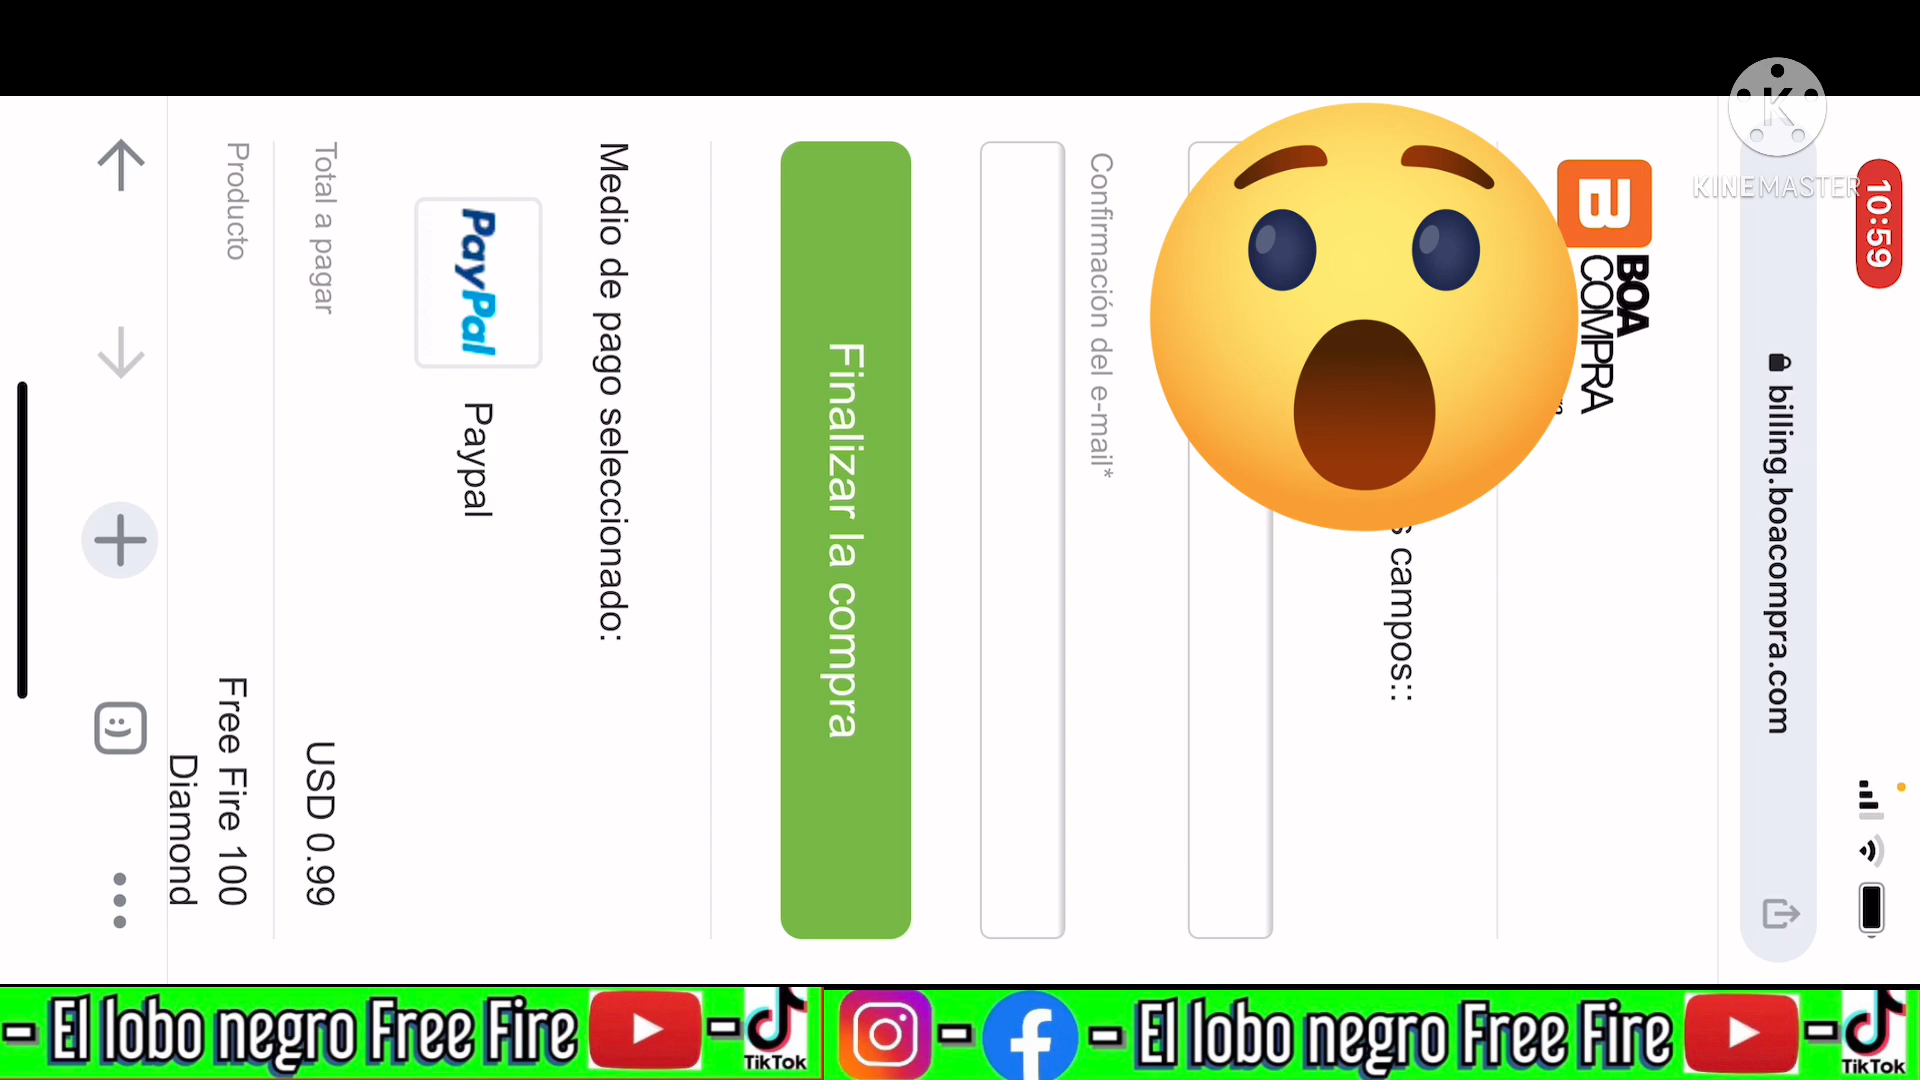 10:59
billing.boacompra.com
KINEMASTER
BOA
COMPRA
s campos::
Confirmación del e-mail*
Finalizar la compra
Medio de pago seleccionado:
PayPal
Paypal
Total a pagar
USD 0.99
Producto
Free Fire 100
Diamond
- El lobo negro Free Fire - TikTok - - El lobo negro Free Fire - TikTok